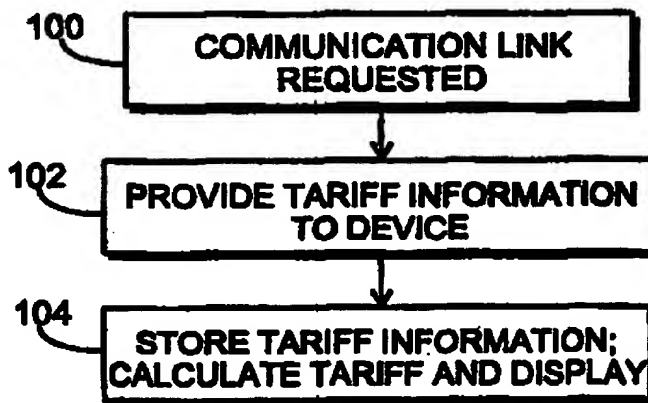 100
COMMUNICATION LINK
REQUESTED
102
PROVIDE TARIFF INFORMATION
TO DEVICE
104
STORE TARIFF INFORMATION;
CALCULATE TARIFF AND DISPLAY